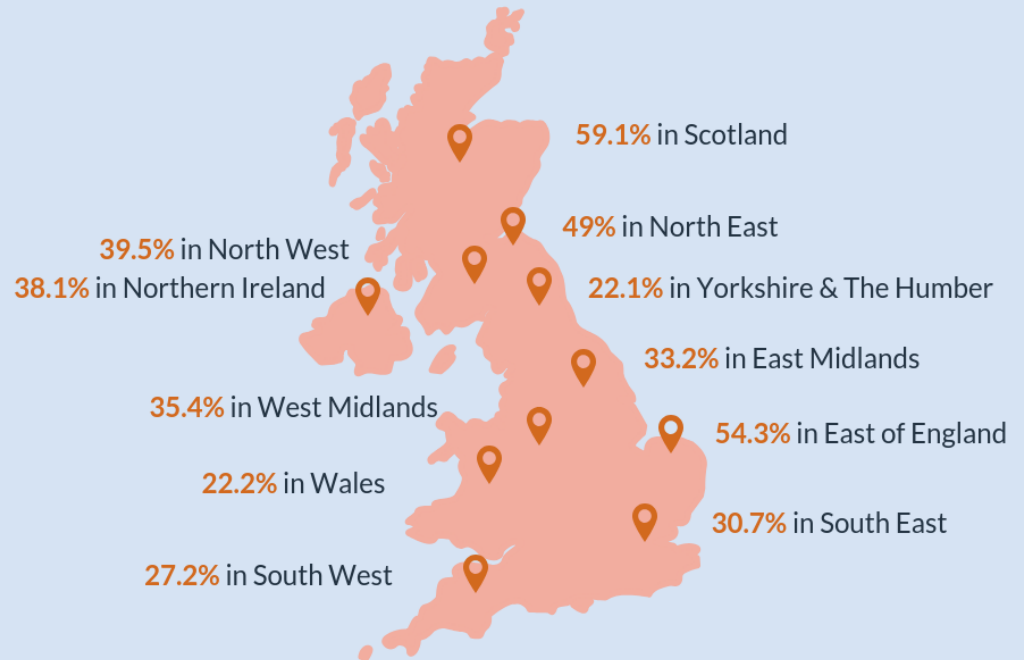 59.1% in Scotland
49% in North East
39.5% in North West
38.1% in Northern Ireland
22.1% in Yorkshire & The Humber
33.2% in East Midlands
35.4% in West Midlands
54.3% in East of England
22.2% in Wales
30.7% in South East
27.2% in South West